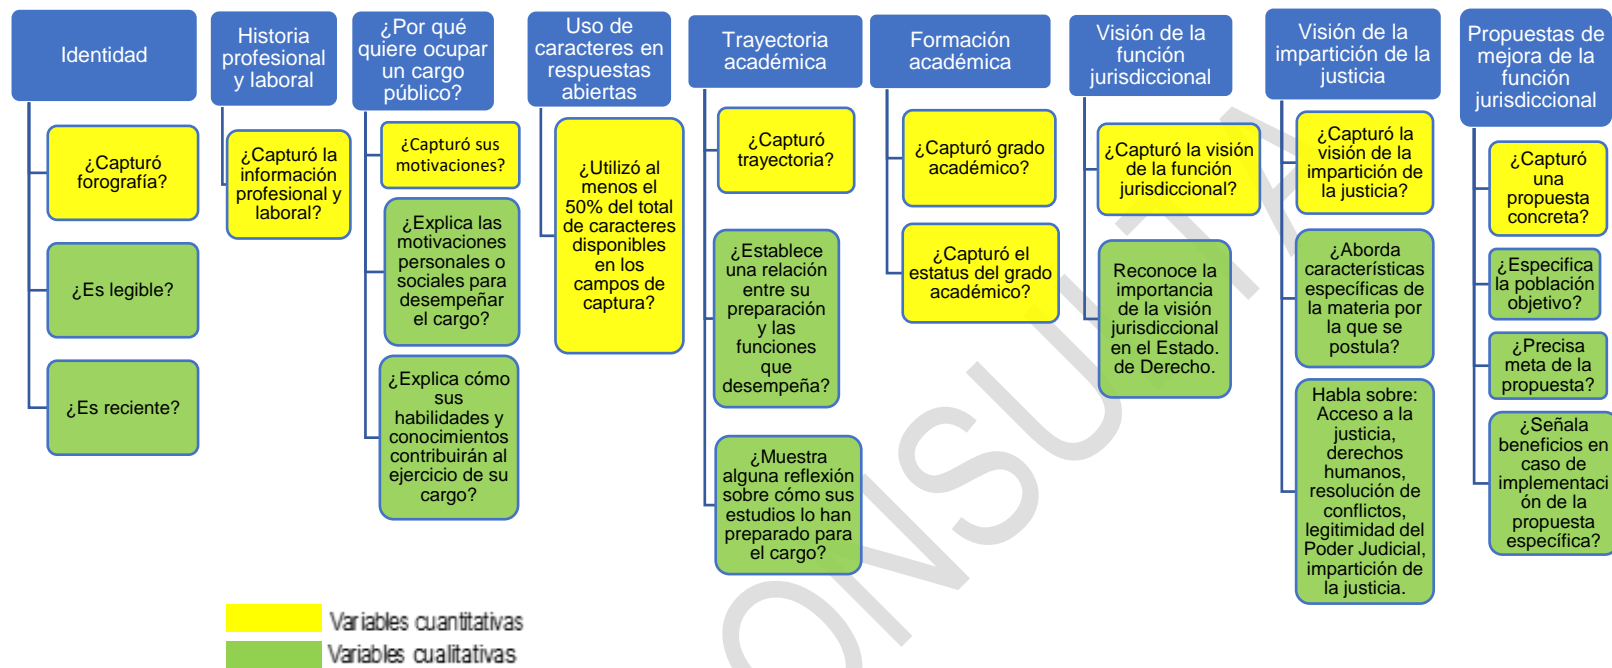 Identidad
¿Capturó
forografía?
¿Es legible?
¿Es reciente?
Historia
profesional
y laboral
¿Capturó la
información
profesional y
laboral?
¿Por qué
quiere ocupar
un cargo
público?
¿Capturó sus
motivaciones?
¿Explica las
motivaciones
personales o
sociales para
desempeñar
el cargo?
¿Explica cómo
sus
habilidades y
conocimientos
contribuirán al
ejercicio de su
cargo?
Uso de
caracteres en
respuestas
abiertas
¿Utilizó al
menos el
50% del total
de caracteres
disponibles
en los
campos de
captura?
Trayectoria
académica
¿Capturó
trayectoria?
¿Establece
una relación
entre su
preparación
y las
funciones
que
desempeña?
¿Muestra
alguna reflexión
sobre cómo sus
estudios lo han
preparado para
el cargo?
Formación
académica
¿Capturó grado
académico?
¿Capturó el
estatus del grado
académico?
Visión de la
función
jurisdiccional
¿Capturó la visión
de la función
jurisdiccional?
Reconoce la
importancia
de la visión
jurisdiccional
en el Estado.
de Derecho.
Visión de la
impartición de la
justicia
¿Capturó la
visión de la
impartición de
la justicia?
¿Aborda
características
específicas de
la materia por
la que se
postula?
Habla sobre:
Acceso a la
justicia,
derechos
humanos,
resolución de
conflictos,
legitimidad del
Poder Judicial,
impartición de
la justicia.
Propuestas de
mejora de la
función
jurisdiccional
¿Capturó
una
propuesta
concreta?
¿Especifica
la población
objetivo?
¿Precisa
meta de la
propuesta?
¿Señala
beneficios en
caso de
implementaci
ón de la
propuesta
específica?
Variables cuantitativas
Variables cualitativas
ONSULTA